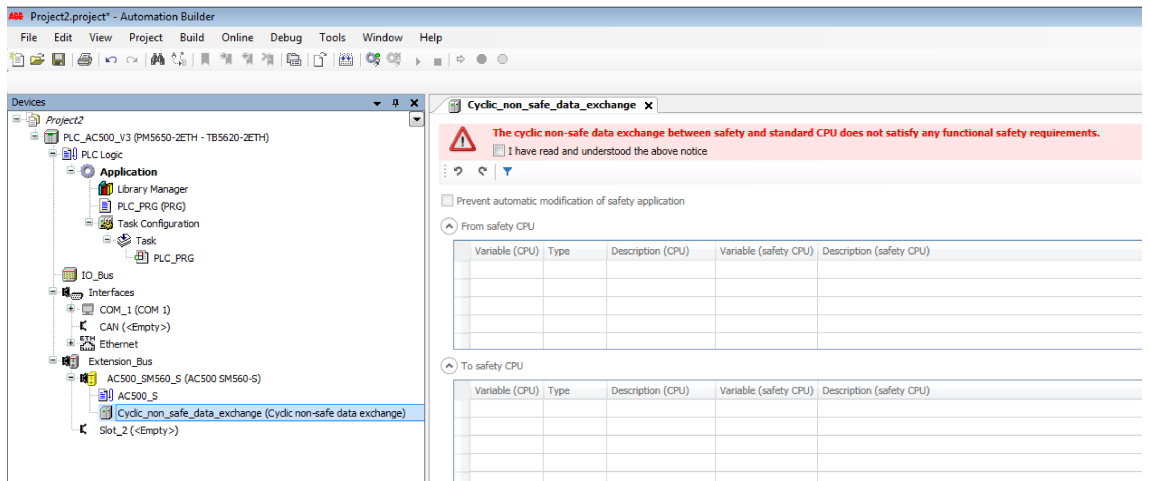 ABB Project2.project* - Automation Builder
File Edit View Project Build Online Debug Tools Window Help
Devices
Project2
PLC_AC500_V3 (PM5650-2ETH - TB5620-2ETH)
PLC Logic
Application
Library Manager
PLC_PRG (PRG)
Task Configuration
Task
PLC_PRG
IO_Bus
Interfaces
COM_1 (COM 1)
CAN (<Empty>)
ETH Ethernet
Extension_Bus
AC500_SM560_S (AC500 SM560-S)
AC500_S
Cyclic_non_safe_data_exchange (Cyclic non-safe data exchange)
Slot_2 (<Empty>)
Cyclic_non_safe_data_exchange X
The cyclic non-safe data exchange between safety and standard CPU does not satisfy any functional safety requirements.
I have read and understood the above notice
Prevent automatic modification of safety application
From safety CPU
Variable (CPU) Type Description (CPU) Variable (safety CPU) Description (safety CPU)
To safety CPU
Variable (CPU) Type Description (CPU) Variable (safety CPU) Description (safety CPU)